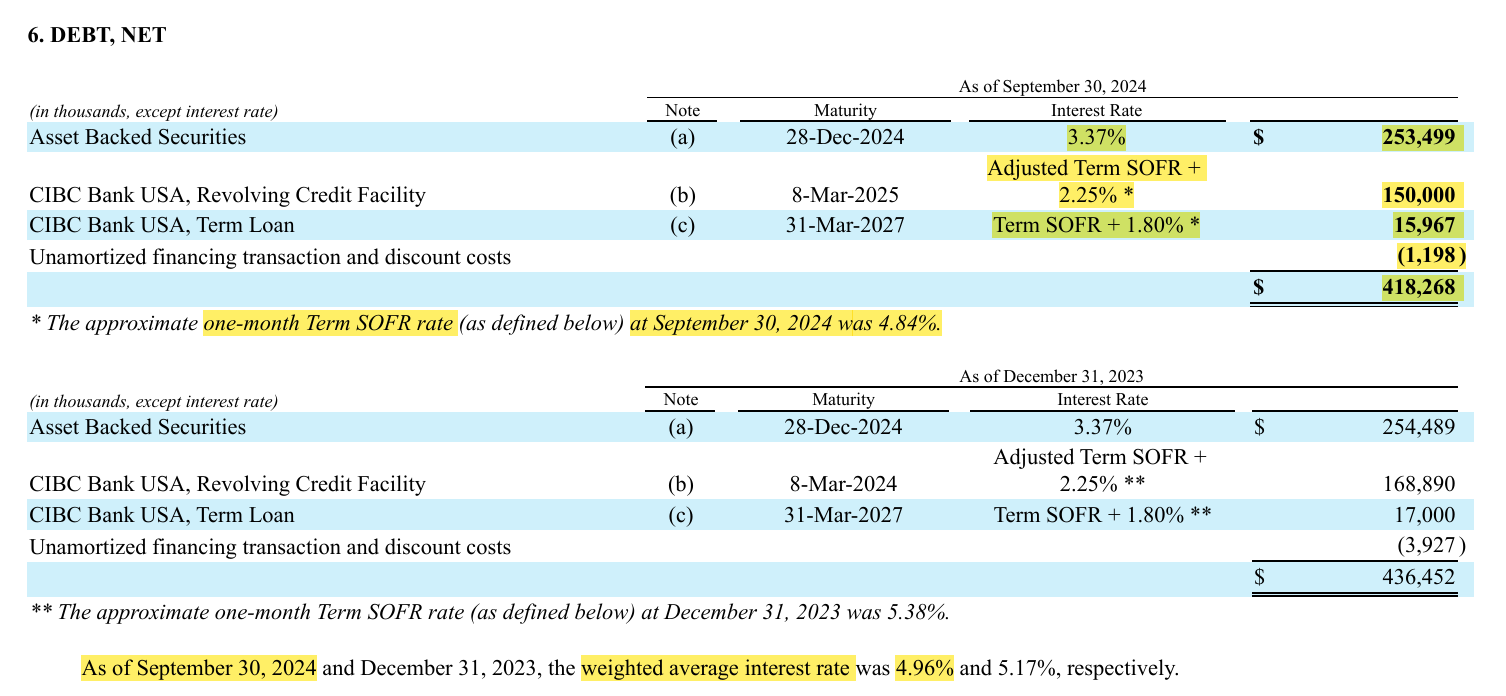 6. DEBT, NET
As of September 30, 2024
(in thousands, except interest rate) Note Maturity Interest Rate
Asset Backed Securities (a) 28-Dec-2024 3.37% $ 253,499
Adjusted Term SOFR +
CIBC Bank USA, Revolving Credit Facility (b) 8-Mar-2025 2.25% * 150,000
CIBC Bank USA, Term Loan (c) 31-Mar-2027 Term SOFR + 1.80% * 15,967
Unamortized financing transaction and discount costs (1,198)
$ 418,268
* The approximate one-month Term SOFR rate (as defined below) at September 30, 2024 was 4.84%.
As of December 31, 2023
(in thousands, except interest rate) Note Maturity Interest Rate
Asset Backed Securities (a) 28-Dec-2024 3.37% $ 254,489
Adjusted Term SOFR +
CIBC Bank USA, Revolving Credit Facility (b) 8-Mar-2024 2.25% ** 168,890
CIBC Bank USA, Term Loan (c) 31-Mar-2027 Term SOFR + 1.80% ** 17,000
Unamortized financing transaction and discount costs (3,927)
$ 436,452
** The approximate one-month Term SOFR rate (as defined below) at December 31, 2023 was 5.38%.
As of September 30, 2024 and December 31, 2023, the weighted average interest rate was 4.96% and 5.17%, respectively.